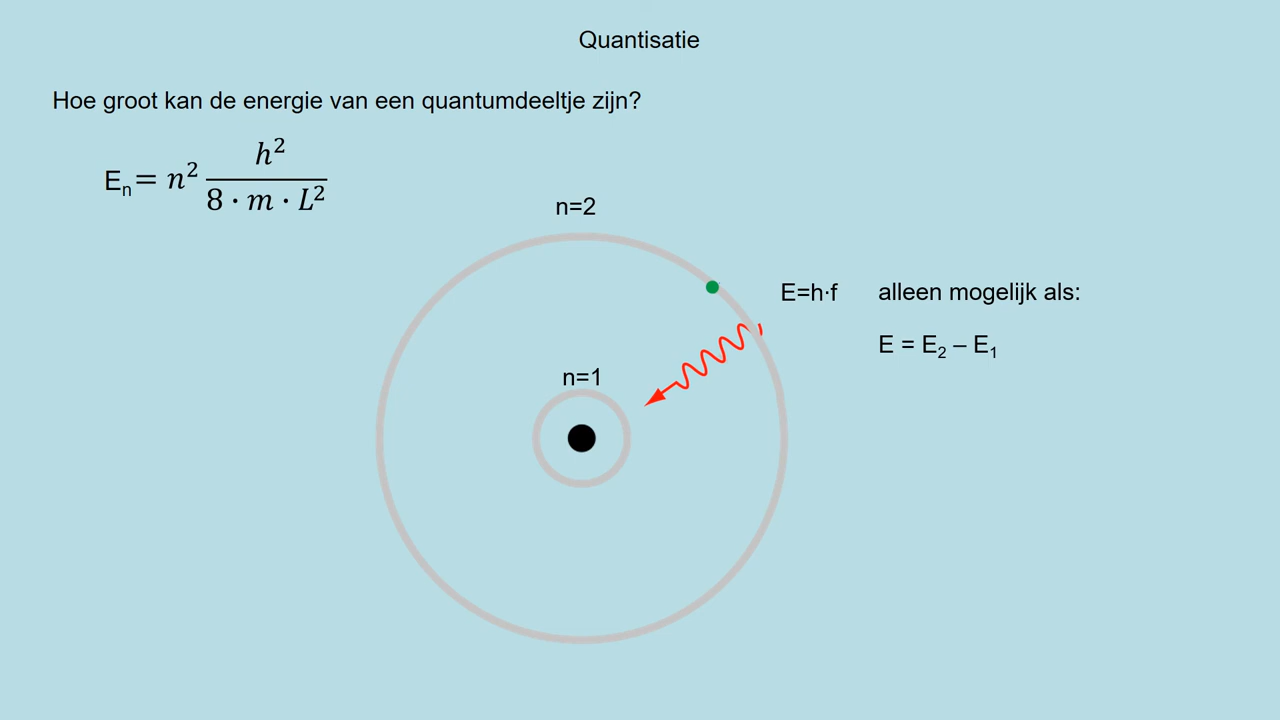 Quantisatie
Hoe groot kan de energie van een quantumdeeltje zijn?
Eₙ = n² h² / 8 · m · L²
n=2
E=h·f alleen mogelijk als:
E = E₂ – E₁
n=1